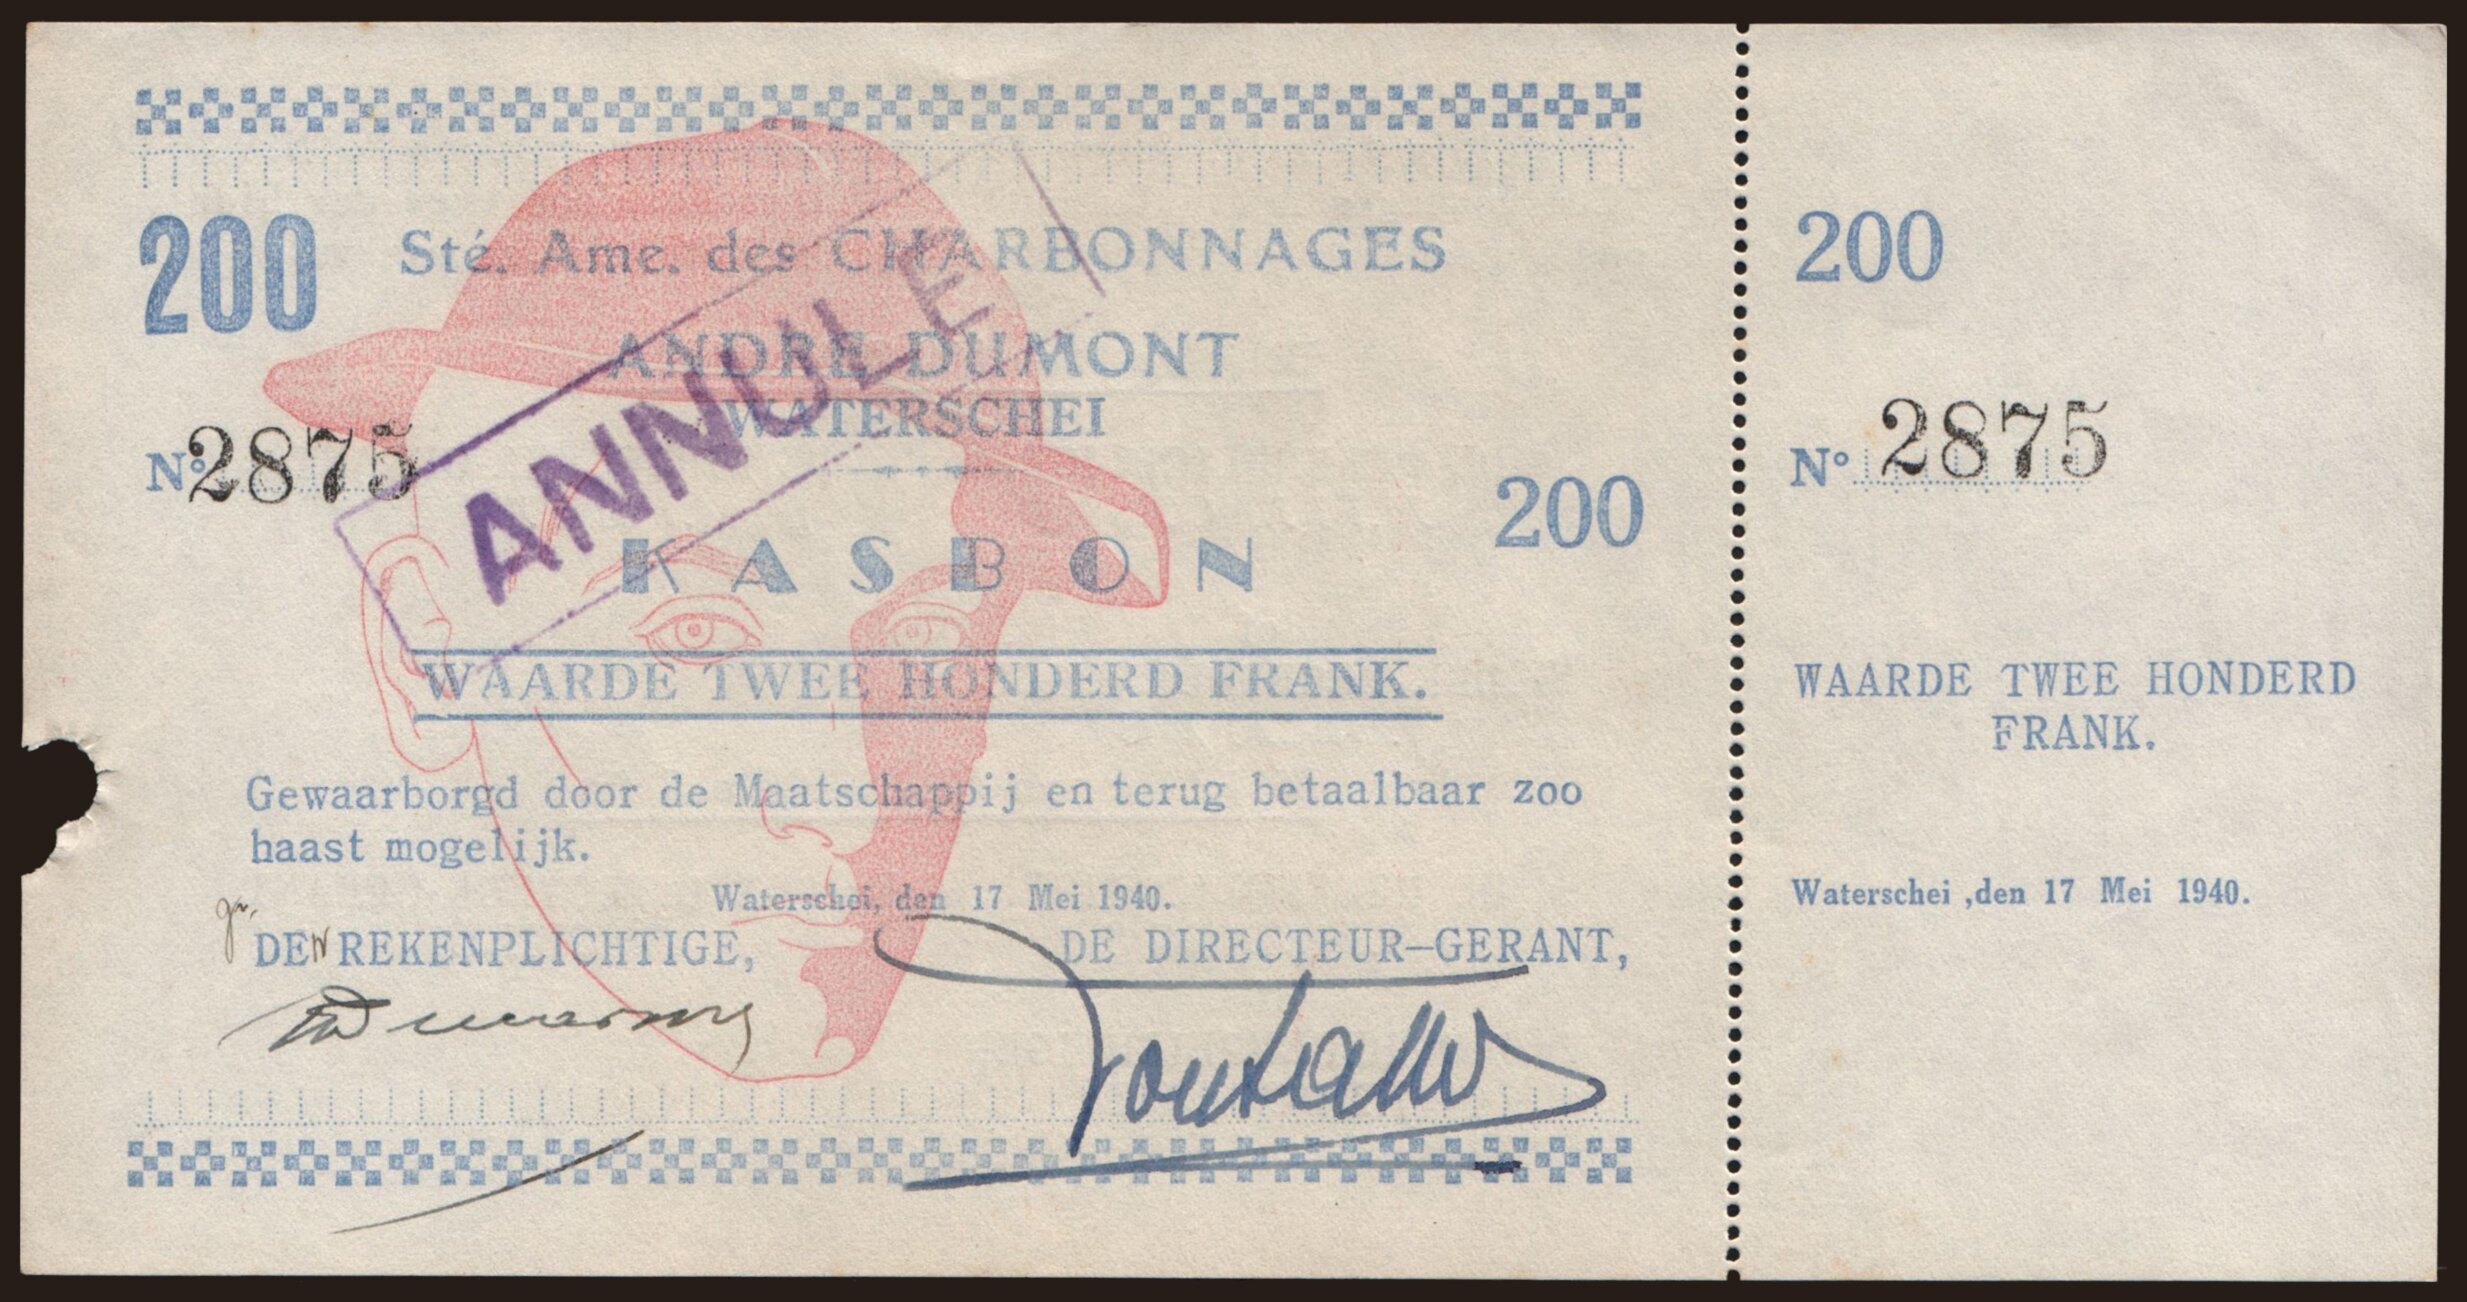 200
Sté. Ame. des CHARBONNAGES
ANDRE DUMONT
WATERSCHEI
N° 2875
ANNULE
KASBON
200
WAARDE TWEE HONDERD FRANK.
Gewaarborgd door de Maatschappij en terug betaalbaar zoo
haast mogelijk.
Waterschei, den 17 Mei 1940.
DEN REKENPLICHTIGE,
DE DIRECTEUR-GERANT,
200
N° 2875
WAARDE TWEE HONDERD
FRANK.
Waterschei ,den 17 Mei 1940.